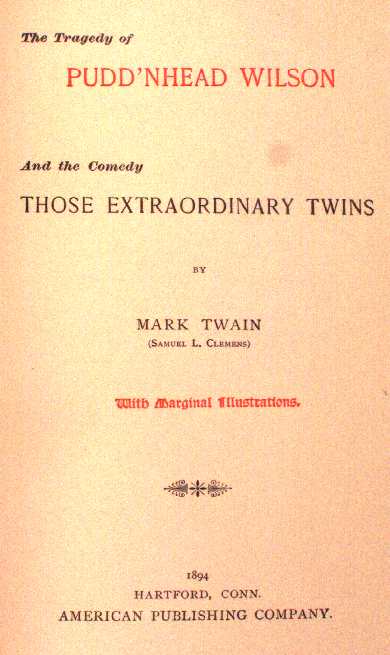 The Tragedy of
PUDD'NHEAD WILSON
And the Comedy
THOSE EXTRAORDINARY TWINS
BY
MARK TWAIN
(SAMUEL L. CLEMENS)
With Marginal Illustrations.
1894
HARTFORD, CONN.
AMERICAN PUBLISHING COMPANY.